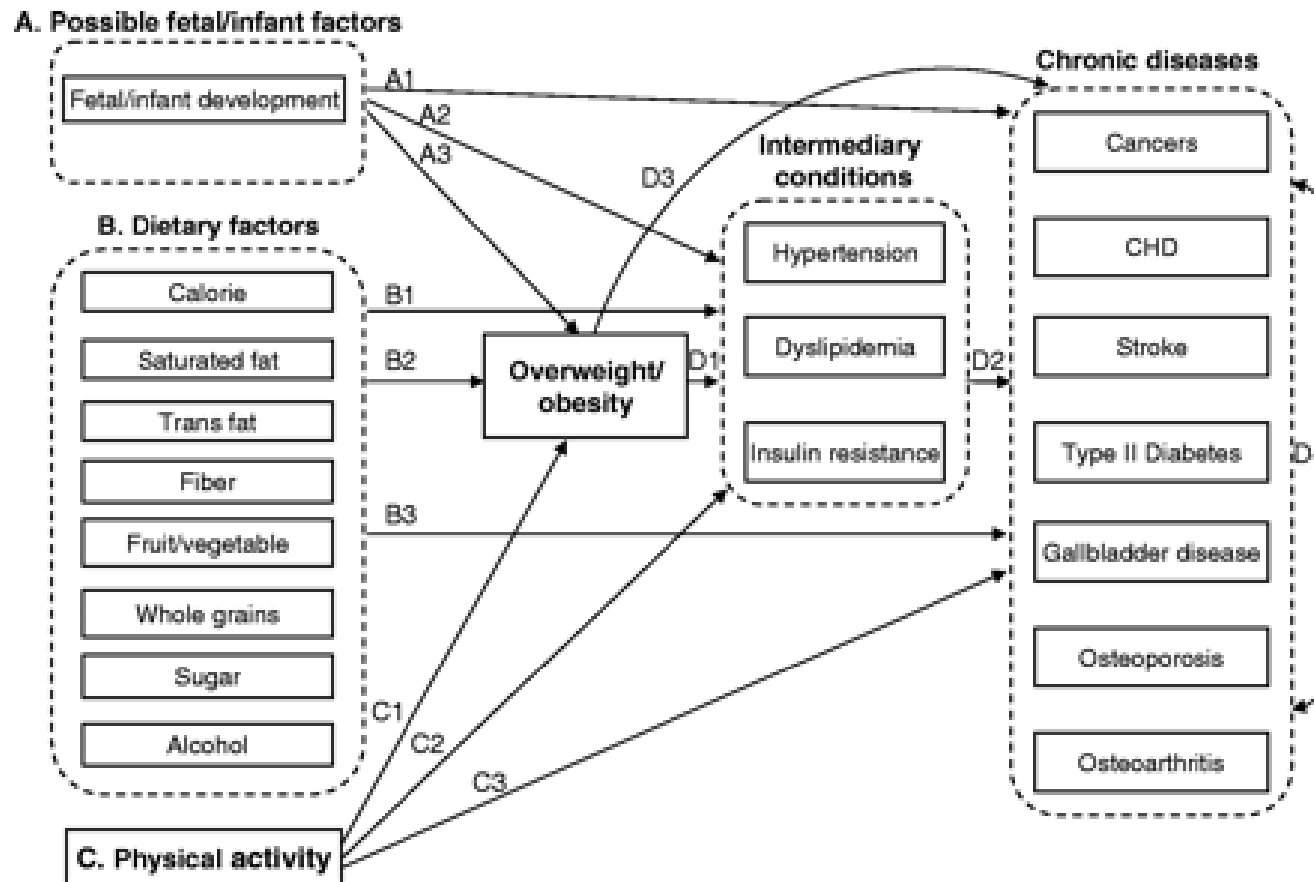 A. Possible fetal/infant factors
Fetal/infant development
A1
A2
A3
B. Dietary factors
Calorie
Saturated fat
Trans fat
Fiber
Fruit/vegetable
Whole grains
Sugar
Alcohol
B1
B2
B3
C. Physical activity
C1
C2
C3
Overweight/
obesity
D1
D3
Intermediary
conditions
Hypertension
Dyslipidemia
Insulin resistance
D2
Chronic diseases
Cancers
CHD
Stroke
Type II Diabetes
Gallbladder disease
Osteoporosis
Osteoarthritis
D